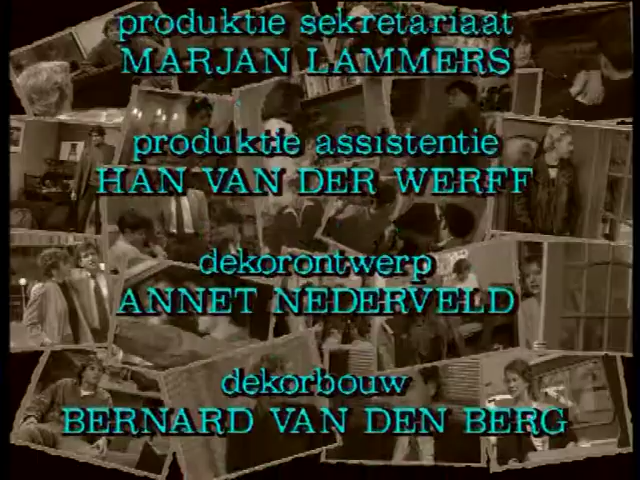 produktie sekretariaat
MARJAN LAMMERS
produktie assistentie
HAN VAN DER WERFF
dekorontwerp
ANNET NEDERVELD
dekorbouw
BERNARD VAN DEN BERG